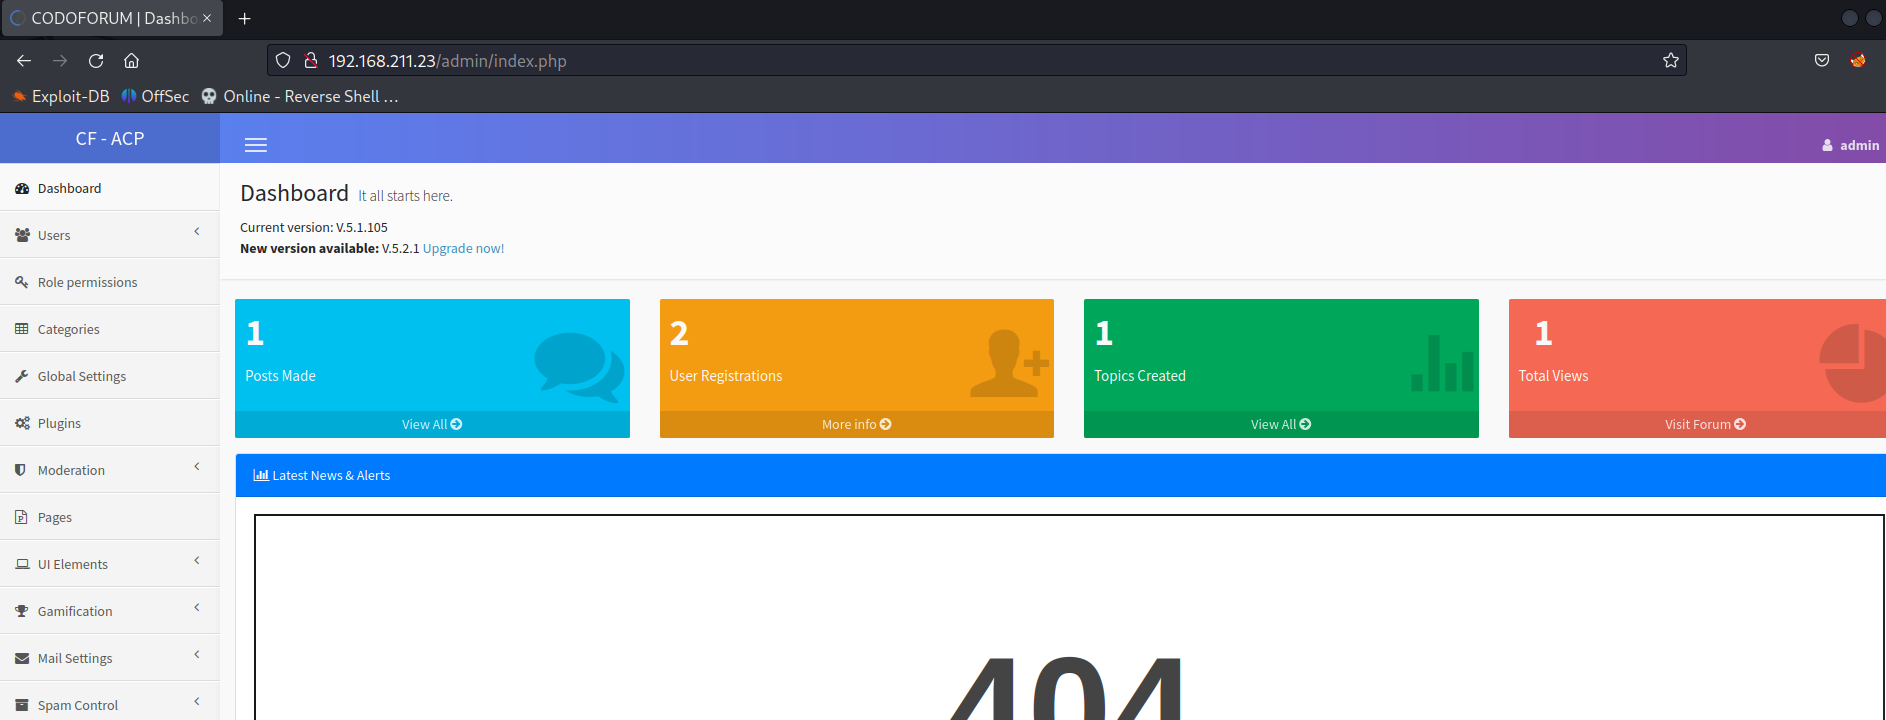 CODOFORUM | Dashbo
192.168.211.23/admin/index.php
Exploit-DB OffSec Online - Reverse Shell …
CF - ACP
admin
Dashboard
Users
Role permissions
Categories
Global Settings
Plugins
Moderation
Pages
UI Elements
Gamification
Mail Settings
Spam Control
Dashboard It all starts here.
Current version: V.5.1.105
New version available: V.5.2.1 Upgrade now!
1
Posts Made
View All
2
User Registrations
More info
1
Topics Created
View All
1
Total Views
Visit Forum
Latest News & Alerts
404